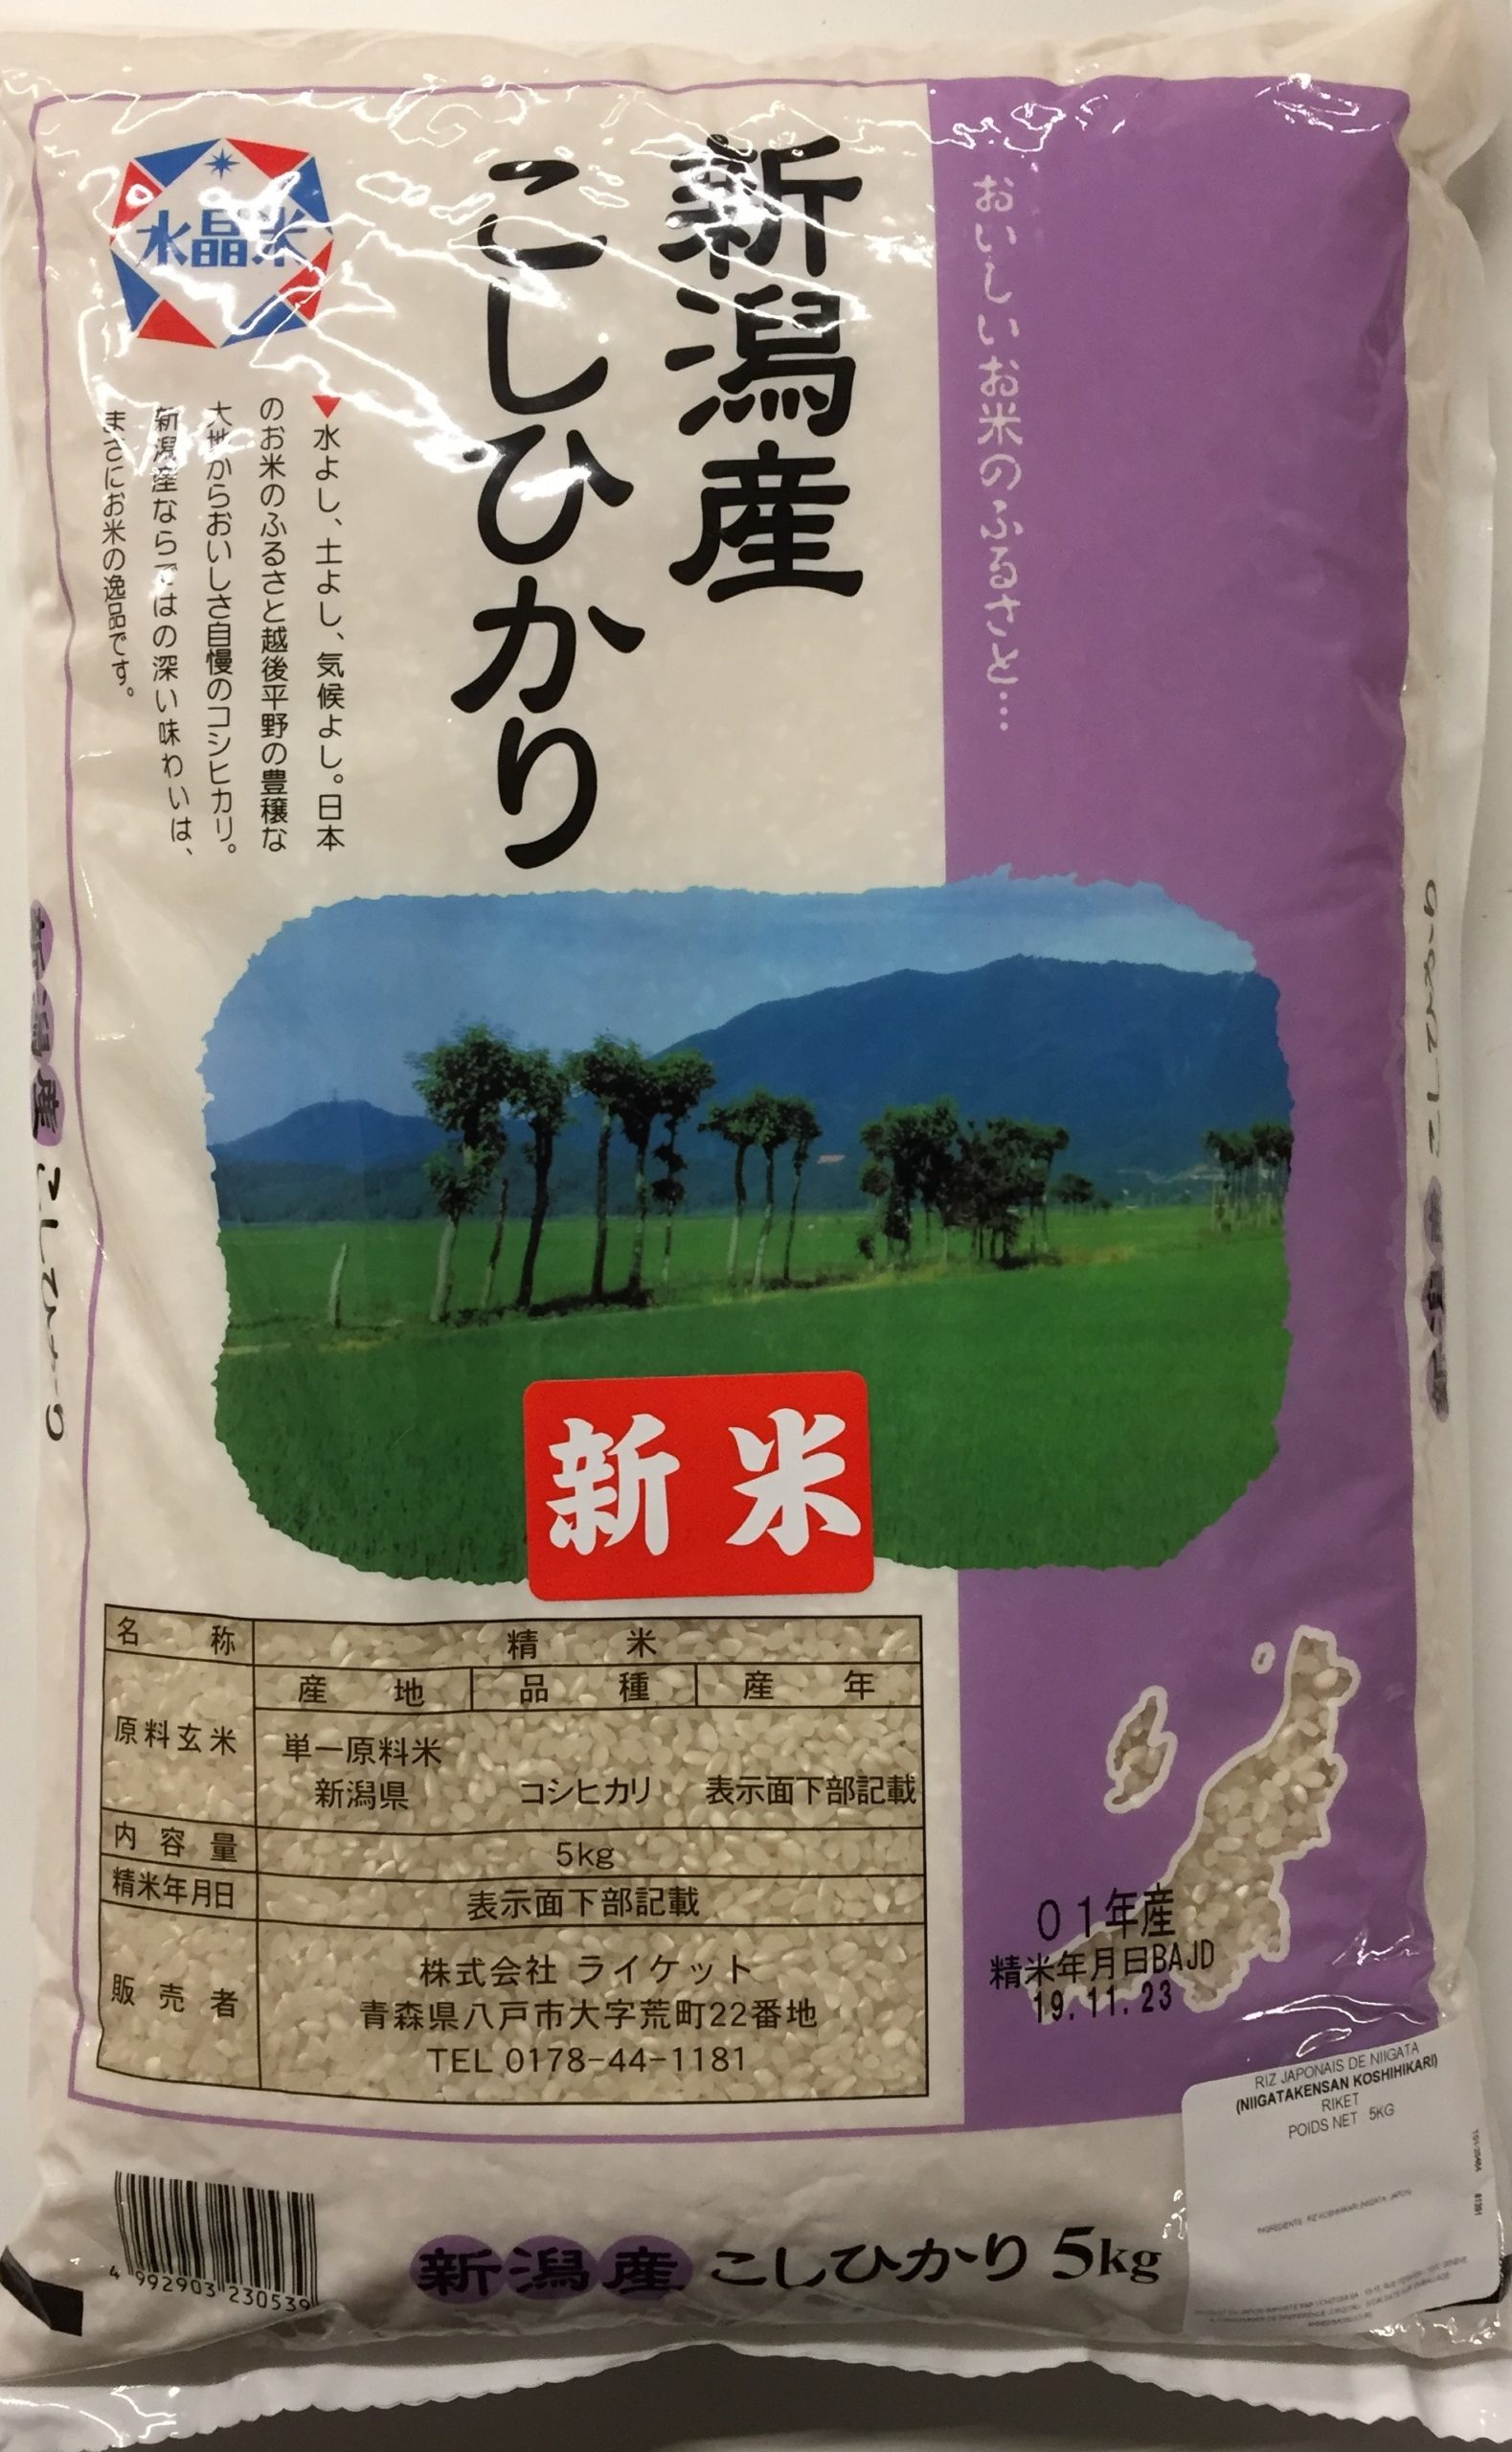 おいしいお米のふるさと…
新潟産
こしひかり
水晶米
▼水よし、土よし、気候よし。日本
のお米のふるさと越後平野の豊穣な
大地からおいしさ自慢のコシヒカリ。
新潟産ならではの深い味わいは、
まさにお米の逸品です。
新潟産 こしひかり
新米
名称 精米
原料玄米 産地 品種 産年
単一原料米
新潟県 コシヒカリ 表示面下部記載
内容量 5kg
精米年月日 表示面下部記載
販売者 株式会社 ライケット
青森県八戸市大字荒町22番地
TEL 0178-44-1181
01年産
精米年月日BAJD
19.11.23
RIZ JAPONAIS DE NIIGATA
(NIIGATAKENSAN KOSHIHIKARI)
RIKET
POIDS NET 5KG
4 992903 230539
新潟産 こしひかり 5kg